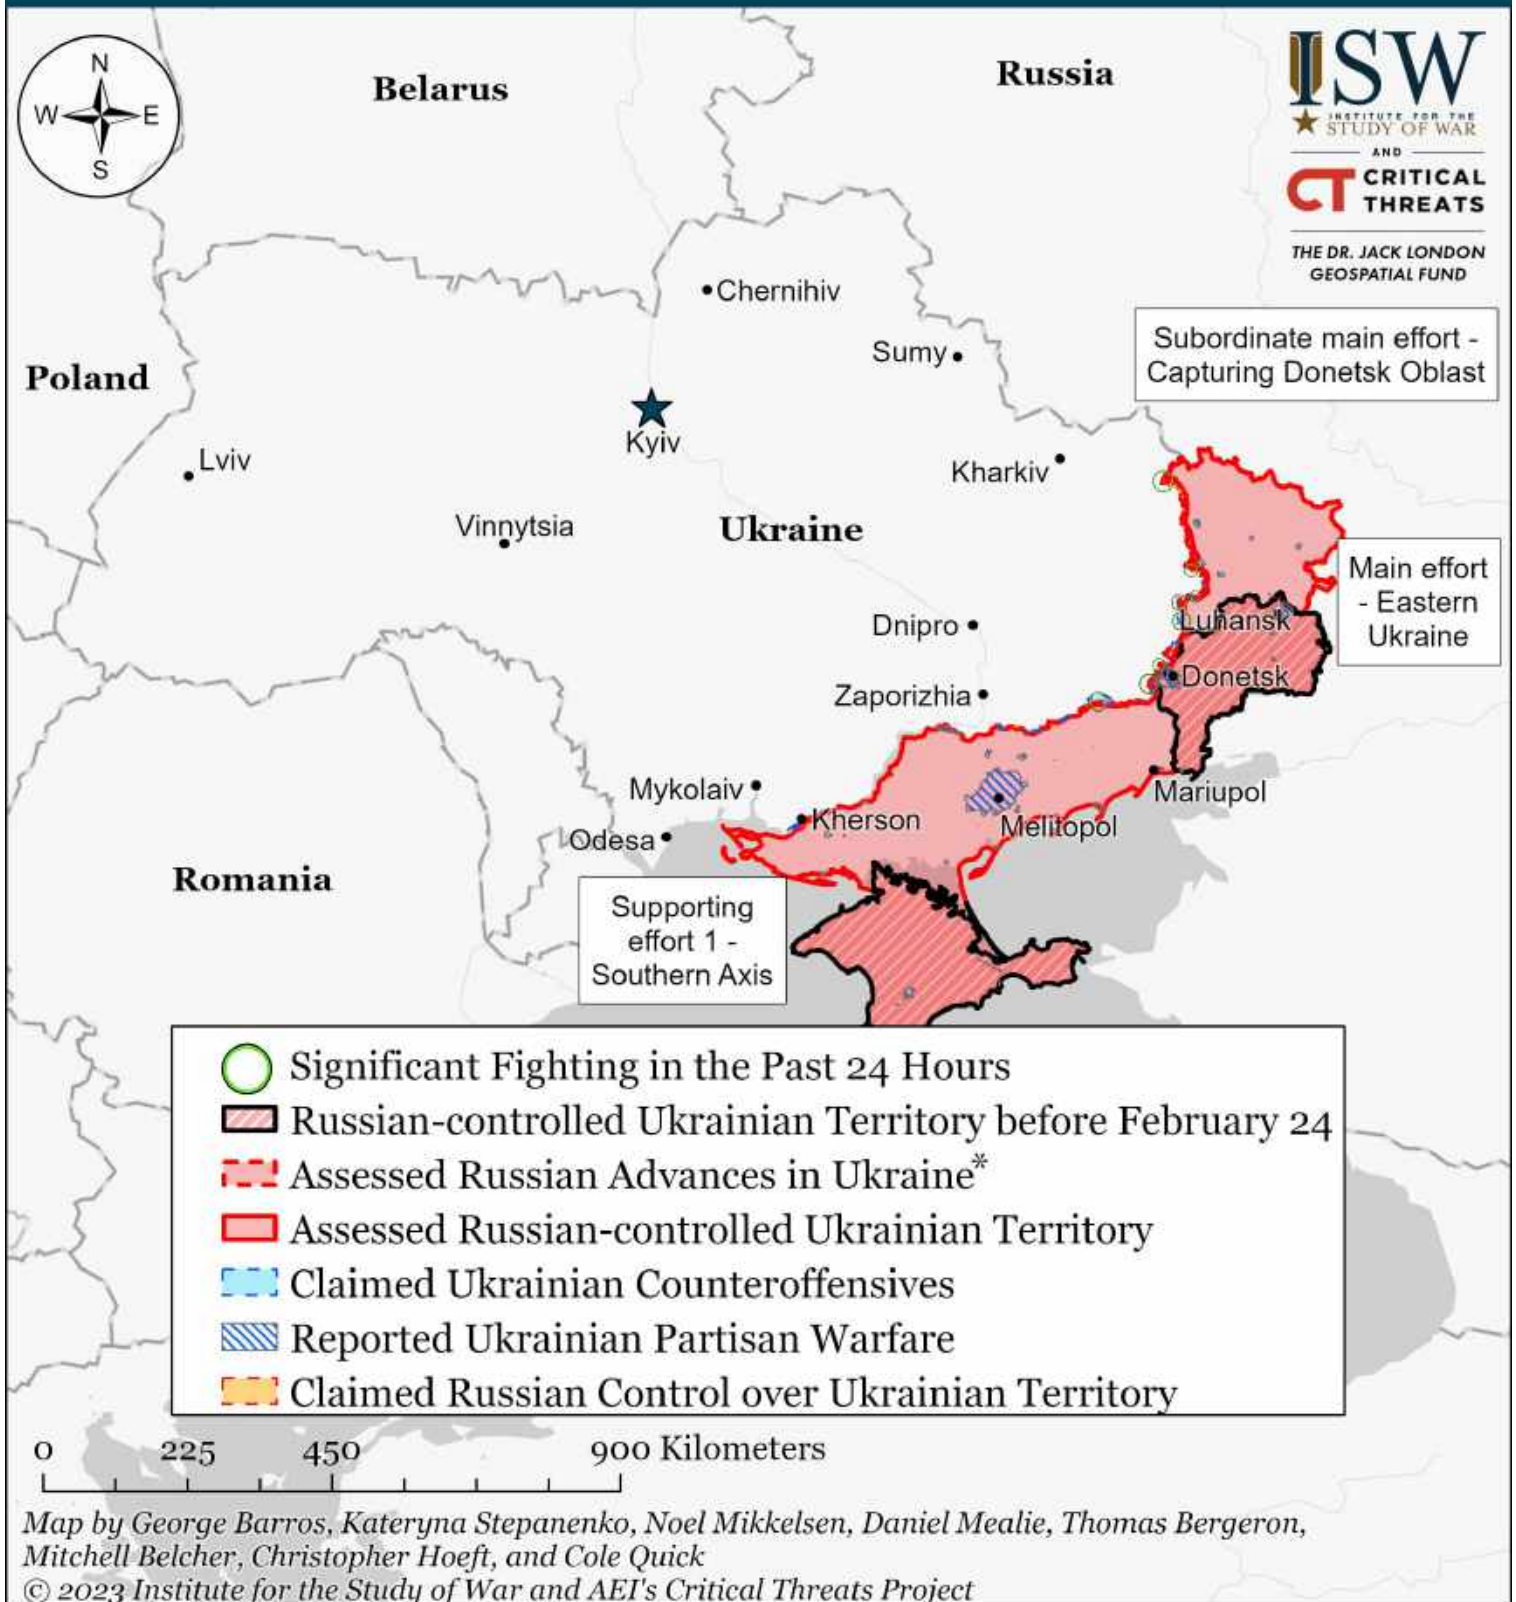 N
W E
S
Belarus
Russia
ISW
INSTITUTE FOR THE
STUDY OF WAR
AND
CT CRITICAL
THREATS
THE DR. JACK LONDON
GEOSPATIAL FUND
Chernihiv
Subordinate main effort -
Capturing Donetsk Oblast
Sumy
Poland
Kyiv
Lviv
Kharkiv
Vinnytsia
Ukraine
Main effort
- Eastern
Ukraine
Luhansk
Dnipro
Donetsk
Zaporizhia
Mykolaiv
Mariupol
Kherson
Melitopol
Odesa
Romania
Supporting
effort 1 -
Southern Axis
Significant Fighting in the Past 24 Hours
Russian-controlled Ukrainian Territory before February 24
Assessed Russian Advances in Ukraine*
Assessed Russian-controlled Ukrainian Territory
Claimed Ukrainian Counteroffensives
Reported Ukrainian Partisan Warfare
Claimed Russian Control over Ukrainian Territory
0 225 450 900 Kilometers
Map by George Barros, Kateryna Stepanenko, Noel Mikkelsen, Daniel Mealie, Thomas Bergeron,
Mitchell Belcher, Christopher Hoeft, and Cole Quick
© 2023 Institute for the Study of War and AEI's Critical Threats Project